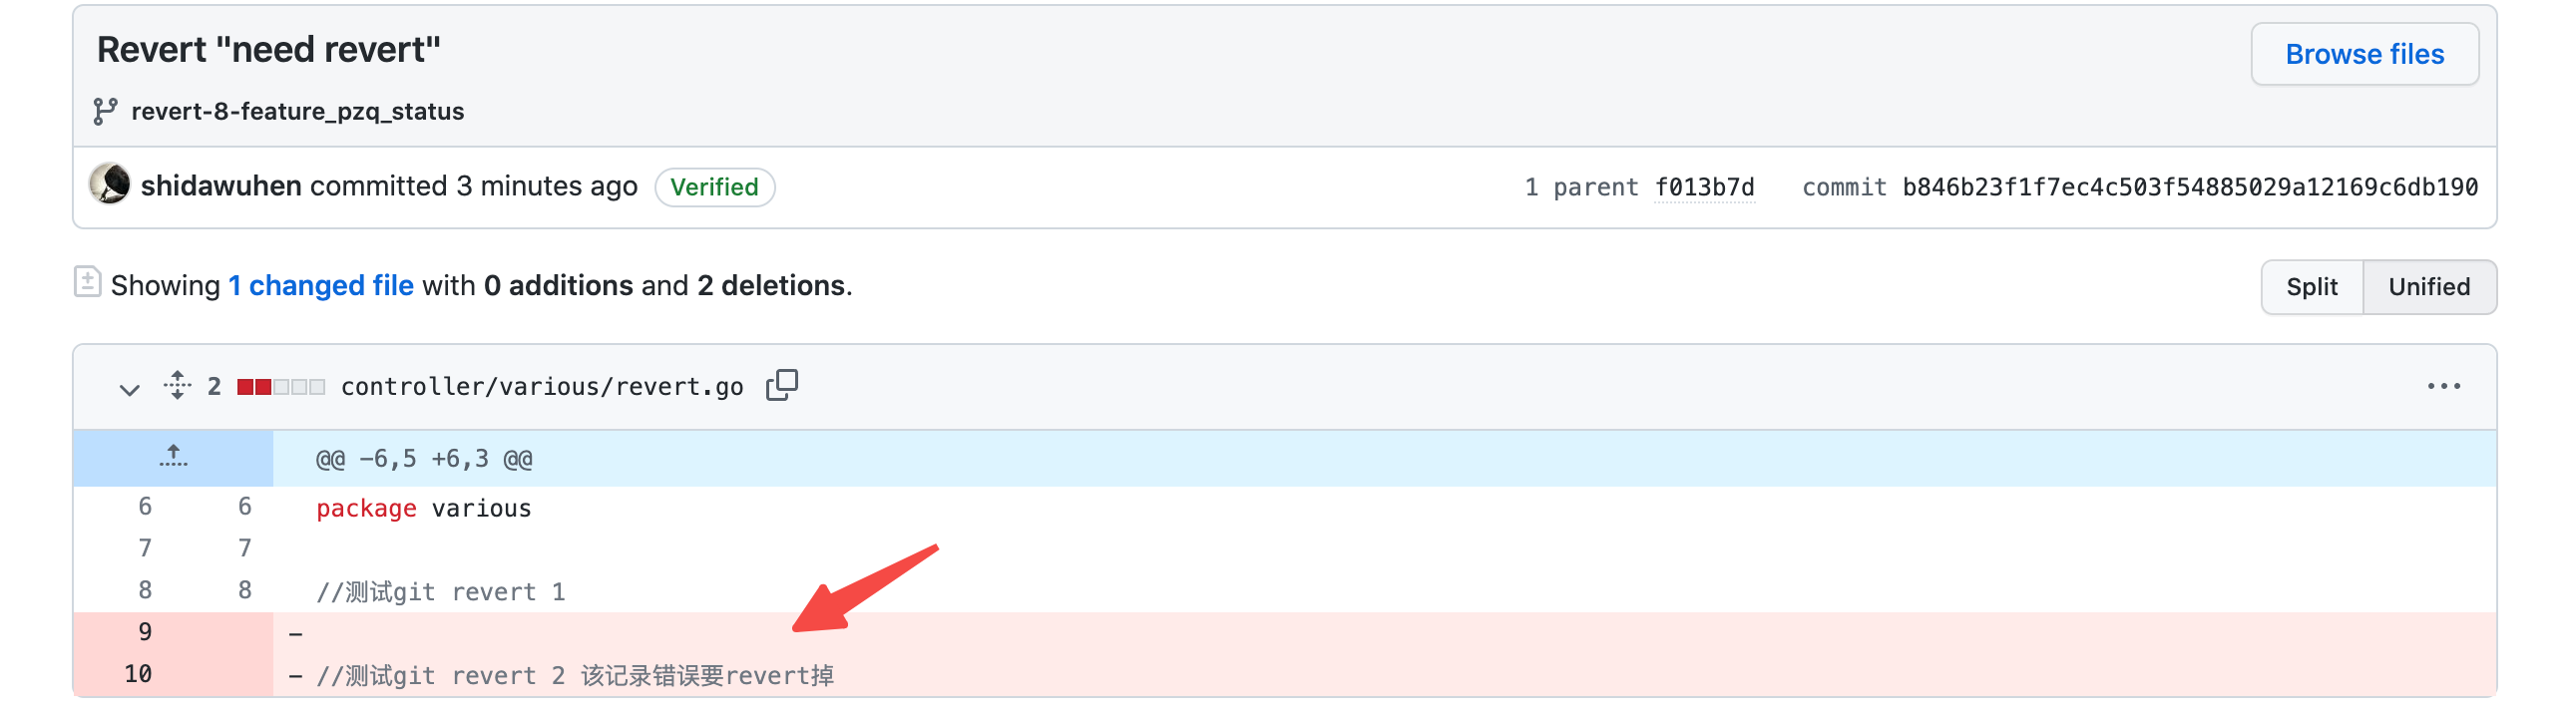 Revert "need revert"
Browse files
revert-8-feature_pzq_status
shidawuhen committed 3 minutes ago Verified 1 parent f013b7d commit b846b23f1f7ec4c503f54885029a12169c6db190
Showing 1 changed file with 0 additions and 2 deletions.
Split Unified
2 controller/various/revert.go
@@ -6,5 +6,3 @@
6 6 package various
7 7
8 8 //测试git revert 1
9 -
10 - //测试git revert 2 该记录错误要revert掉